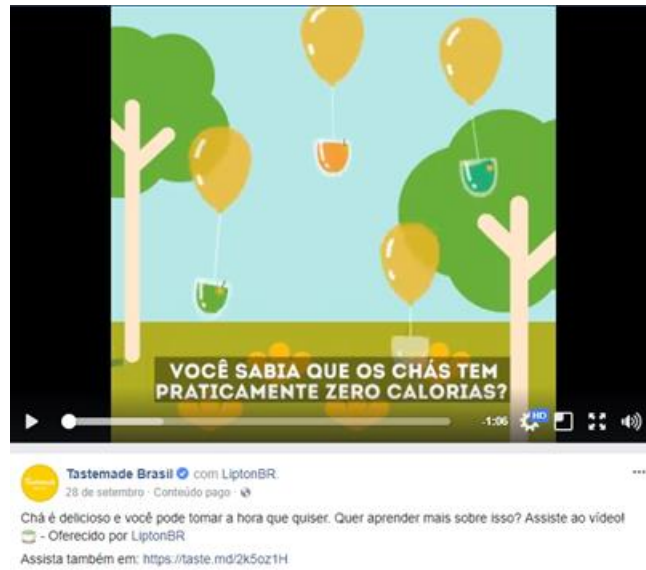 VOCÊ SABIA QUE OS CHÁS TEM
PRATICAMENTE ZERO CALORIAS?
-1:06 HD
Tastemade Brasil com LiptonBR.
28 de setembro · Conteúdo pago ·
Chá é delicioso e você pode tomar a hora que quiser. Quer aprender mais sobre isso? Assiste ao vídeo!
- Oferecido por LiptonBR
Assista também em: https://taste.md/2k5oz1H